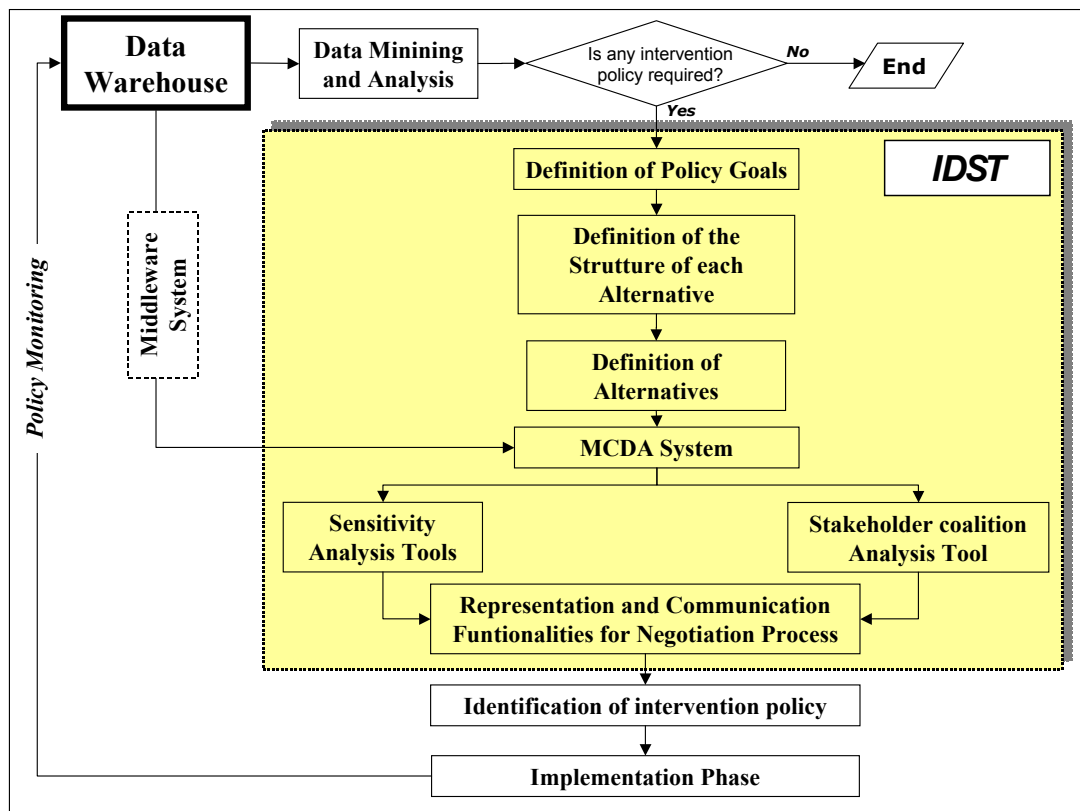 Data
Warehouse
Data Minining
and Analysis
Is any intervention
policy required?
No
End
Yes
IDST
Definition of Policy Goals
Definition of the
Strutture of each
Alternative
Middleware
System
Policy Monitoring
Definition of
Alternatives
MCDA System
Sensitivity
Analysis Tools
Stakeholder coalition
Analysis Tool
Representation and Communication
Funtionalities for Negotiation Process
Identification of intervention policy
Implementation Phase